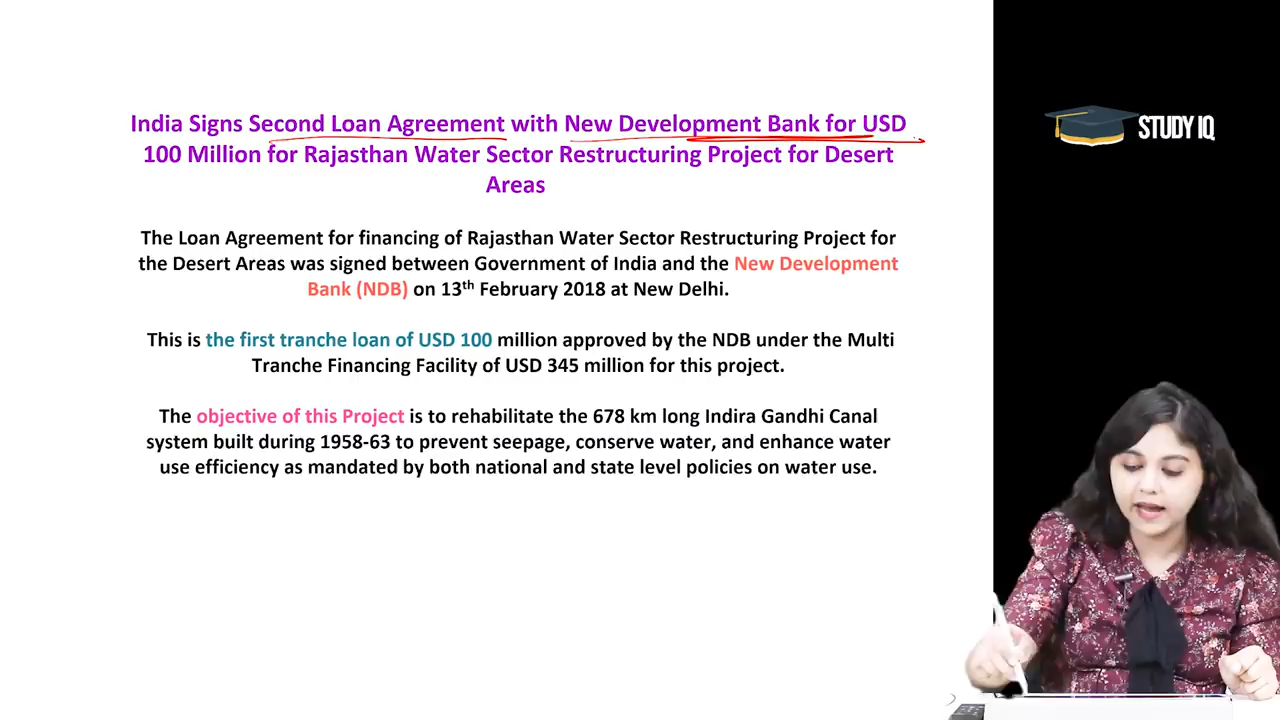 India Signs Second Loan Agreement with New Development Bank for USD
100 Million for Rajasthan Water Sector Restructuring Project for Desert
Areas
The Loan Agreement for financing of Rajasthan Water Sector Restructuring Project for
the Desert Areas was signed between Government of India and the New Development
Bank (NDB) on 13th February 2018 at New Delhi.
This is the first tranche loan of USD 100 million approved by the NDB under the Multi
Tranche Financing Facility of USD 345 million for this project.
The objective of this Project is to rehabilitate the 678 km long Indira Gandhi Canal
system built during 1958-63 to prevent seepage, conserve water, and enhance water
use efficiency as mandated by both national and state level policies on water use.
STUDY IQ